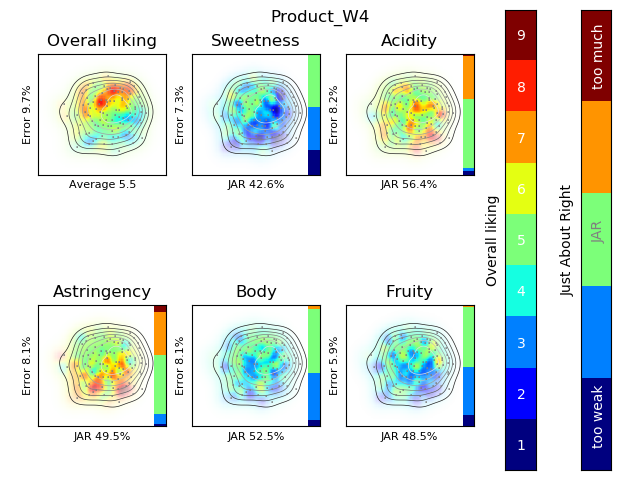 Product_W4
Overall liking
Sweetness
Acidity
Error 9.7%
Error 7.3%
Error 8.2%
Average 5.5
JAR 42.6%
JAR 56.4%
Astringency
Body
Fruity
Error 8.1%
Error 8.1%
Error 5.9%
JAR 49.5%
JAR 52.5%
JAR 48.5%
Overall liking
9
8
7
6
5
4
3
2
1
Just About Right
too much
JAR
too weak